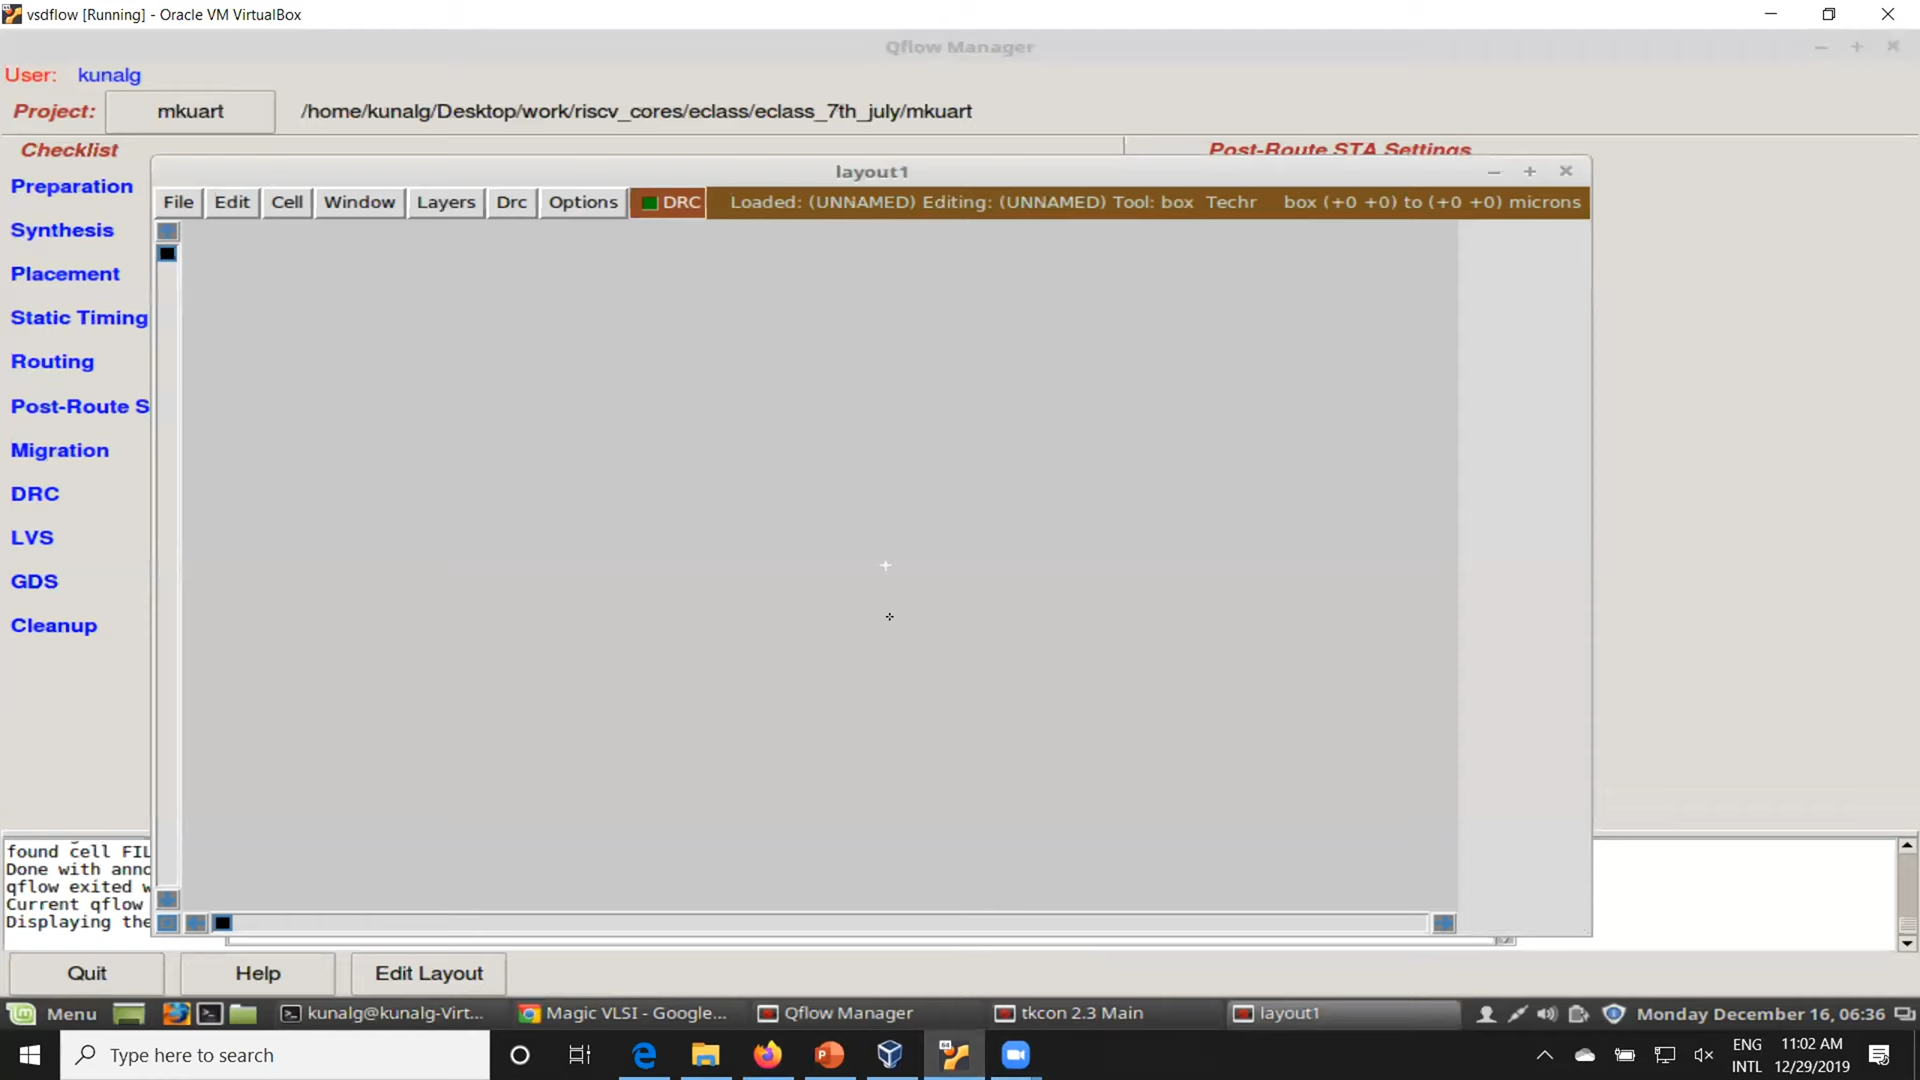 vsdflow [Running] - Oracle VM VirtualBox
Qflow Manager
User: kunalg
Project: mkuart /home/kunalg/Desktop/work/riscv_cores/eclass/eclass_7th_july/mkuart
Checklist
Post-Route STA Settings
layout1
File Edit Cell Window Layers Drc Options DRC Loaded: (UNNAMED) Editing: (UNNAMED) Tool: box Techr box (+0 +0) to (+0 +0) microns
Preparation
Synthesis
Placement
Static Timing
Routing
Post-Route S
Migration
DRC
LVS
GDS
Cleanup
found cell FIL
Done with anno
qflow exited w
Current qflow
Displaying the
Quit Help Edit Layout
Menu kunalg@kunalg-Virt... Magic VLSI - Google... Qflow Manager tkcon 2.3 Main layout1 Monday December 16, 06:36
Type here to search
64
ENG
INTL
11:02 AM
12/29/2019